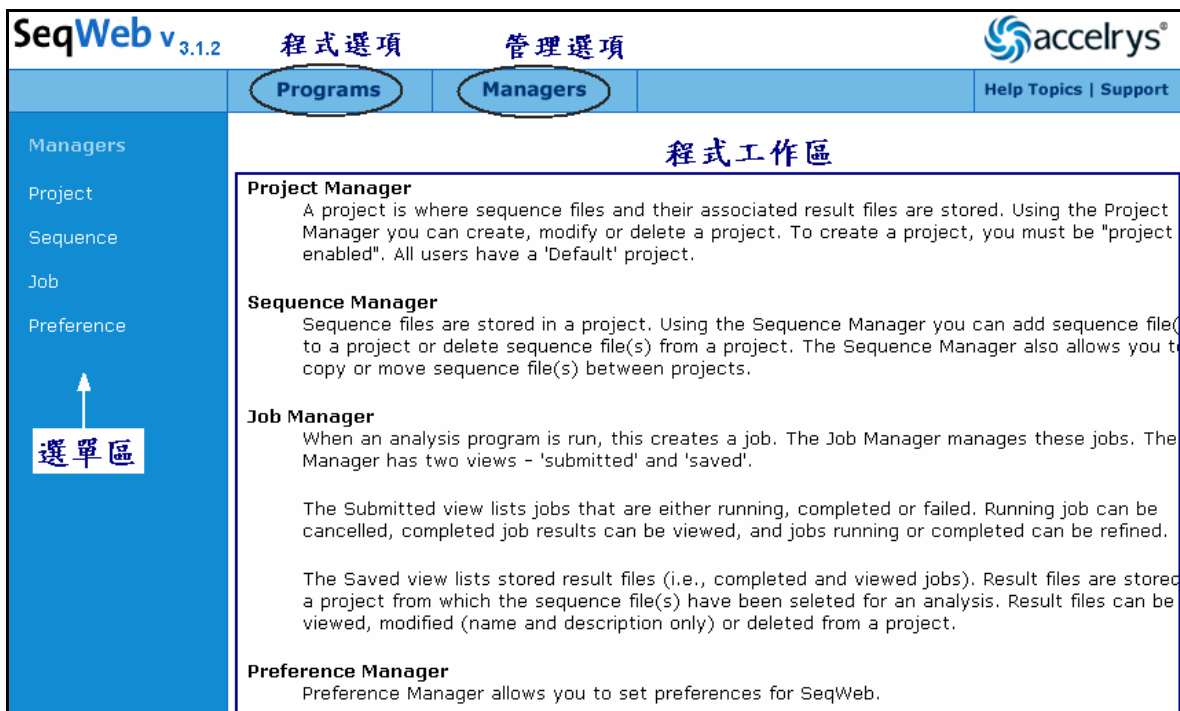 SeqWeb v 3.1.2
程式選項
管理選項
accelrys®
Programs
Managers
Help Topics | Support
Managers
Project
Sequence
Job
Preference
選單區
程式工作區
Project Manager
A project is where sequence files and their associated result files are stored. Using the Project
Manager you can create, modify or delete a project. To create a project, you must be "project
enabled". All users have a 'Default' project.
Sequence Manager
Sequence files are stored in a project. Using the Sequence Manager you can add sequence file(
to a project or delete sequence file(s) from a project. The Sequence Manager also allows you t
copy or move sequence file(s) between projects.
Job Manager
When an analysis program is run, this creates a job. The Job Manager manages these jobs. The
Manager has two views - 'submitted' and 'saved'.
The Submitted view lists jobs that are either running, completed or failed. Running job can be
cancelled, completed job results can be viewed, and jobs running or completed can be refined.
The Saved view lists stored result files (i.e., completed and viewed jobs). Result files are stored
a project from which the sequence file(s) have been seleted for an analysis. Result files can be
viewed, modified (name and description only) or deleted from a project.
Preference Manager
Preference Manager allows you to set preferences for SeqWeb.